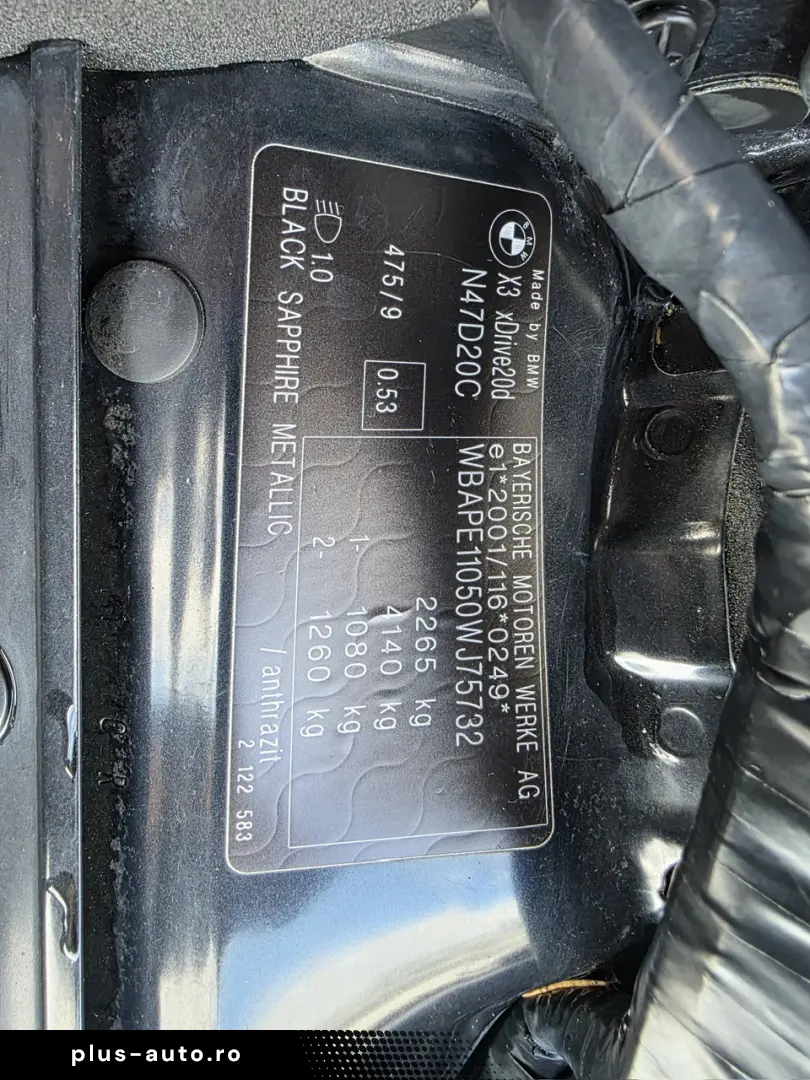 BMW
Made by BMW
X3 xDrive20d
N47D20C
BAYERISCHE MOTOREN WERKE AG
e1*2001/116*0249*
WBAPE11050WJ75732
475/9
0.53
2265 kg
4140 kg
1- 1080 kg
2- 1260 kg
1.0
BLACK SAPPHIRE METALLIC
/anthrazit
2 122 583
plus-auto.ro